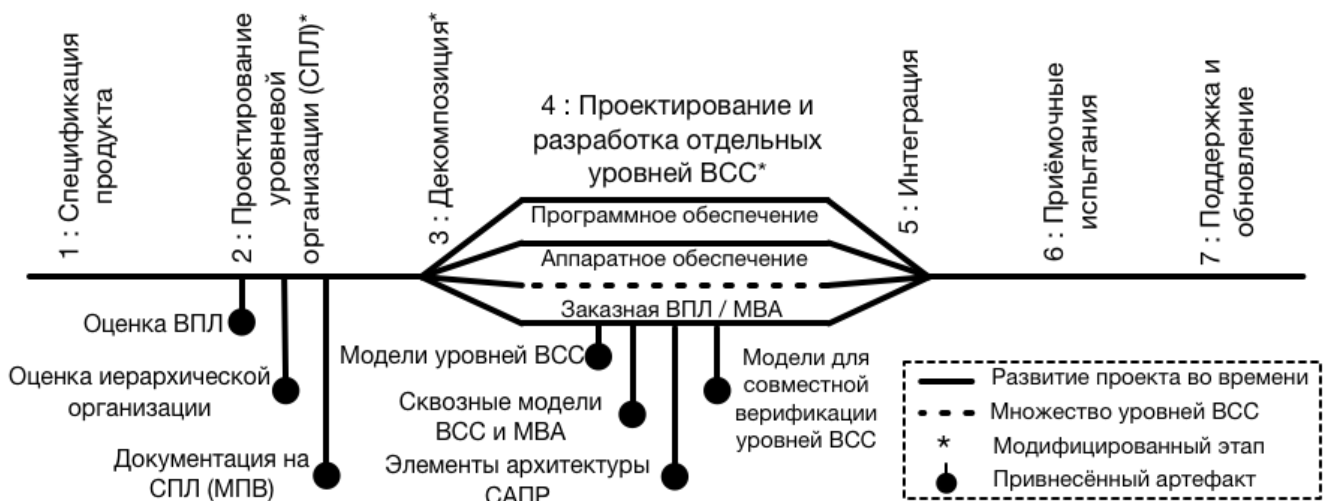 1 : Спецификация
продукта
2 : Проектирование
уровневой
организации (СПЛ)*
3 : Декомпозиция*
4 : Проектирование и
разработка отдельных
уровней ВСС*
Программное обеспечение
Аппаратное обеспечение
Заказная ВПЛ / МВА
5 : Интеграция
6 : Приёмочные
испытания
7 : Поддержка и
обновление
Оценка ВПЛ
Оценка иерархической
организации
Документация на
СПЛ (МПВ)
Модели уровней ВСС
Сквозные модели
ВСС и МВА
Элементы архитектуры
САПР
Модели для
совместной
верификации
уровней ВСС
Развитие проекта во времени
Множество уровней ВСС
* Модифицированный этап
Привнесённый артефакт